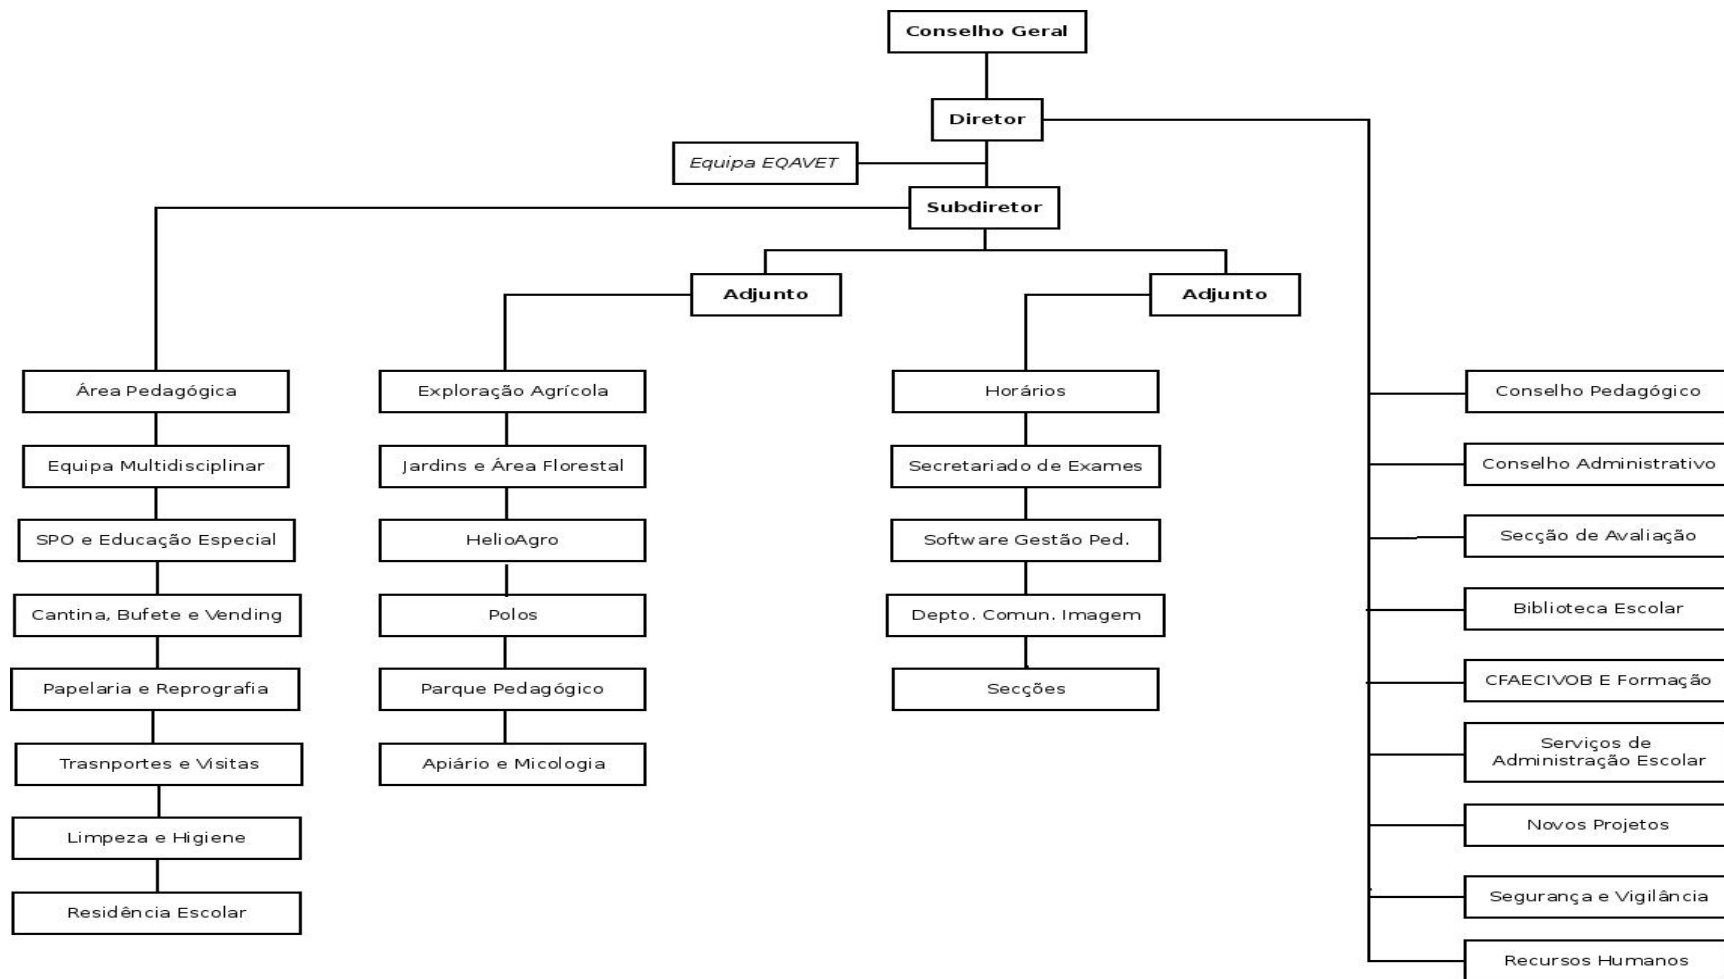 Conselho Geral
Diretor
Equipa EQAVET
Subdiretor
Adjunto
Adjunto
Área Pedagógica
Equipa Multidisciplinar
SPO e Educação Especial
Cantina, Bufete e Vending
Papelaria e Reprografia
Trasnportes e Visitas
Limpeza e Higiene
Residência Escolar
Exploração Agrícola
Jardins e Área Florestal
HelioAgro
Polos
Parque Pedagógico
Apiário e Micologia
Horários
Secretariado de Exames
Software Gestão Ped.
Depto. Comun. Imagem
Secções
Conselho Pedagógico
Conselho Administrativo
Secção de Avaliação
Biblioteca Escolar
CFAECIVOB E Formação
Serviços de
Administração Escolar
Novos Projetos
Segurança e Vigilância
Recursos Humanos